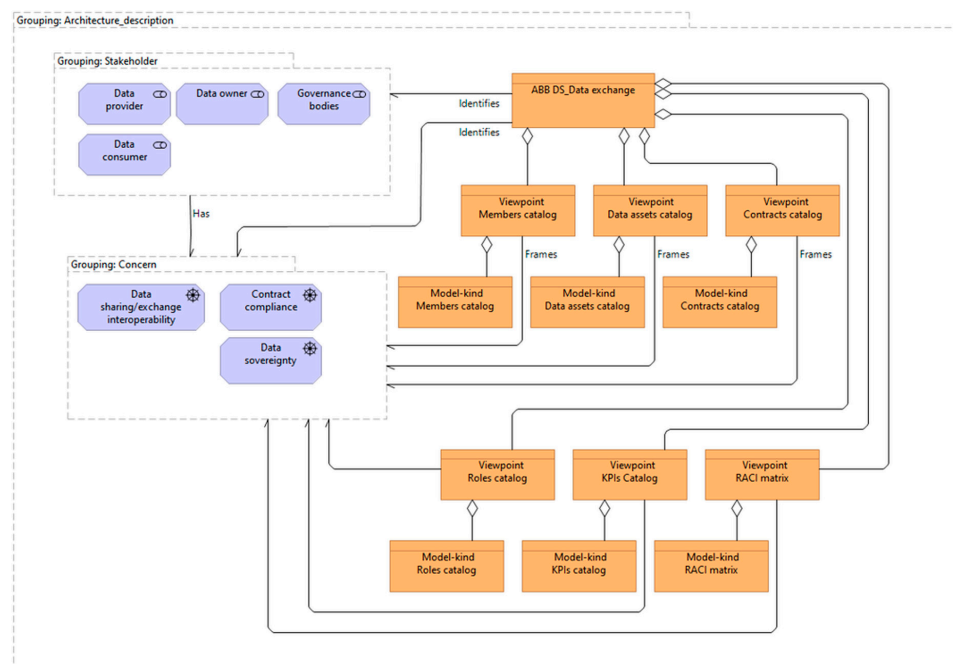 Grouping: Architecture_description
Grouping: Stakeholder
Data
provider
Data owner
Governance
bodies
Data
consumer
ABB DS_Data exchange
Identifies
Identifies
Has
Viewpoint
Members catalog
Viewpoint
Data assets catalog
Viewpoint
Contracts catalog
Frames
Frames
Frames
Grouping: Concern
Data
sharing/exchange
interoperability
Contract
compliance
Data
sovereignty
Model-kind
Members catalog
Model-kind
Data assets catalog
Model-kind
Contracts catalog
Viewpoint
Roles catalog
Viewpoint
KPIs Catalog
Viewpoint
RACI matrix
Model-kind
Roles catalog
Model-kind
KPIs catalog
Model-kind
RACI matrix